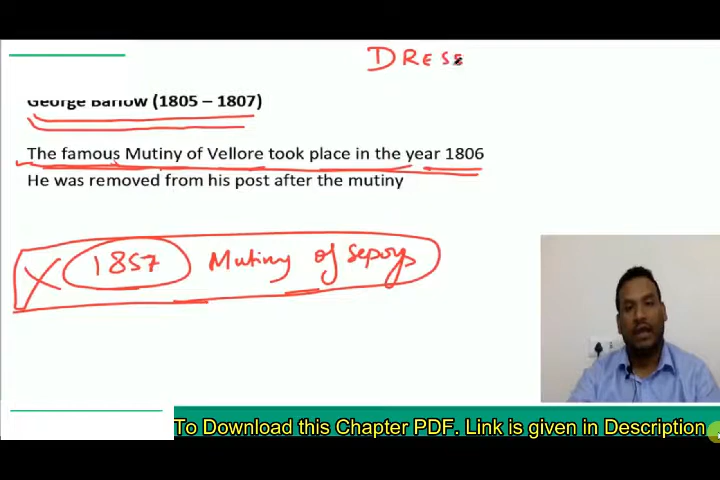 DRESS
George Barlow (1805 – 1807)
The famous Mutiny of Vellore took place in the year 1806
He was removed from his post after the mutiny
1857 Mutiny of Sepoys
To Download this Chapter PDF. Link is given in Description